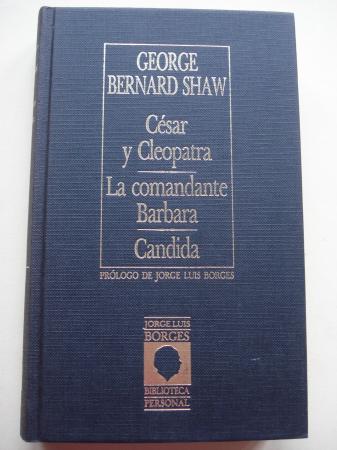 GEORGE
BERNARD SHAW
César
y Cleopatra
La comandante
Barbara
Candida
PRÓLOGO DE JORGE LUIS BORGES
JORGE LUIS
BORGES
BIBLIOTECA
PERSONAL